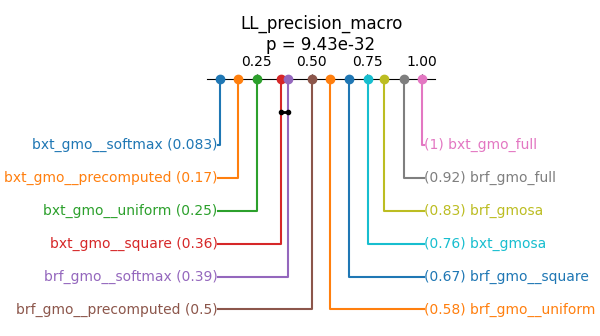 LL_precision_macro
p = 9.43e-32
0.25 0.50 0.75 1.00
bxt_gmo__softmax (0.083)
(1) bxt_gmo_full
bxt_gmo__precomputed (0.17)
(0.92) brf_gmo_full
bxt_gmo__uniform (0.25)
(0.83) brf_gmosa
bxt_gmo__square (0.36)
(0.76) bxt_gmosa
brf_gmo__softmax (0.39)
(0.67) brf_gmo__square
brf_gmo__precomputed (0.5)
(0.58) brf_gmo__uniform